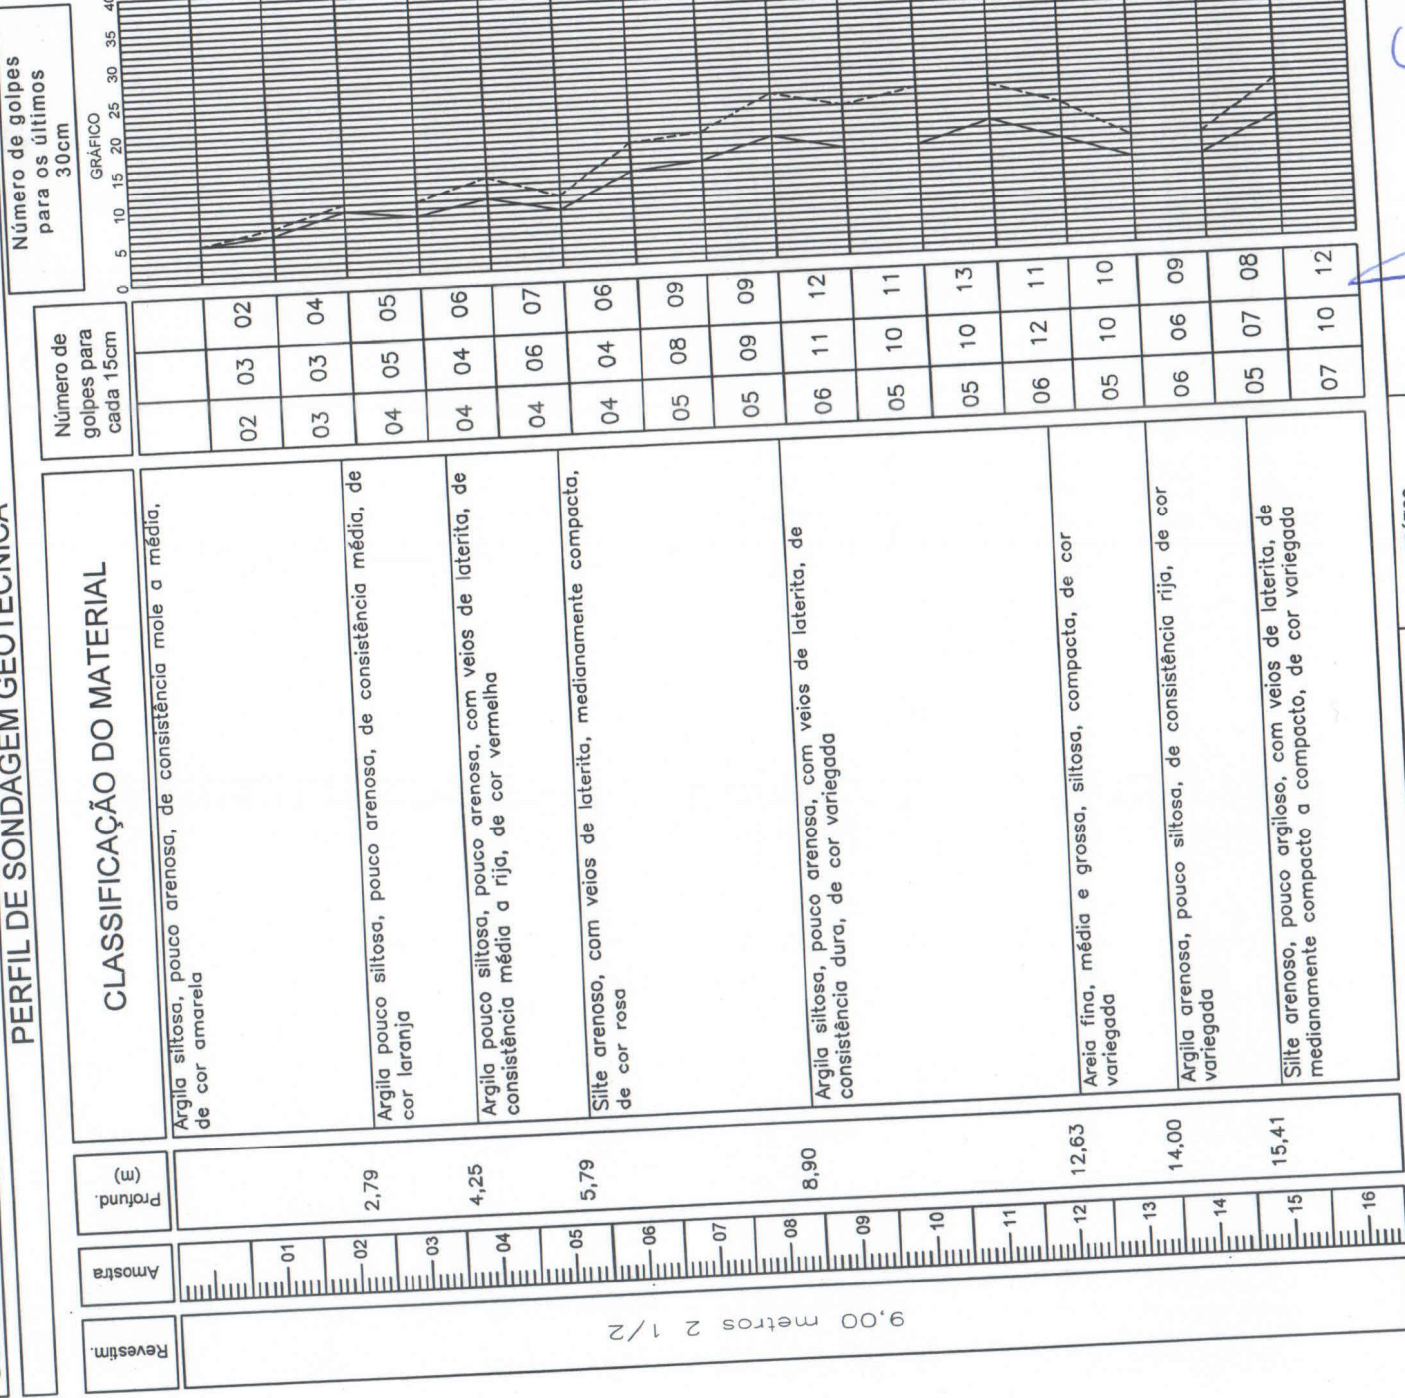 PERFIL DE SONDAGEM GEOTÉCNICA
Revestim.
Amostra
Profund.
(m)
CLASSIFICAÇÃO DO MATERIAL
Número de
golpes para
cada 15cm
Número de golpes
para os últimos
30cm
GRÁFICO
0 5 10 15 20 25 30 35 40
Argila siltosa, pouco arenosa, de consistência mole a média,
de cor amarela
2,79
Argila pouco siltosa, pouco arenosa, de consistência média, de
cor laranja
4,25
Argila pouco siltosa, pouco arenosa, com veios de laterita, de
consistência média a rija, de cor vermelha
5,79
Silte arenoso, com veios de laterita, medianamente compacta,
de cor rosa
8,90
Argila siltosa, pouco arenosa, com veios de laterita, de
consistência dura, de cor variegada
12,63
Areia fina, média e grossa, siltosa, compacta, de cor
variegada
14,00
Argila arenosa, pouco siltosa, de consistência rija, de cor
variegada
15,41
Silte arenoso, pouco argiloso, com veios de laterita, de
medianamente compacto a compacto, de cor variegada
02 03 02
03 03 04
04 05 05
04 04 06
04 06 07
04 04 06
05 08 09
05 09 09
06 11 12
05 10 11
05 10 13
06 12 11
05 10 10
06 06 09
05 07 08
07 10 12
01
02
03
04
05
06
07
08
09
10
11
12
13
14
15
16
9,00 metros 2 1/2